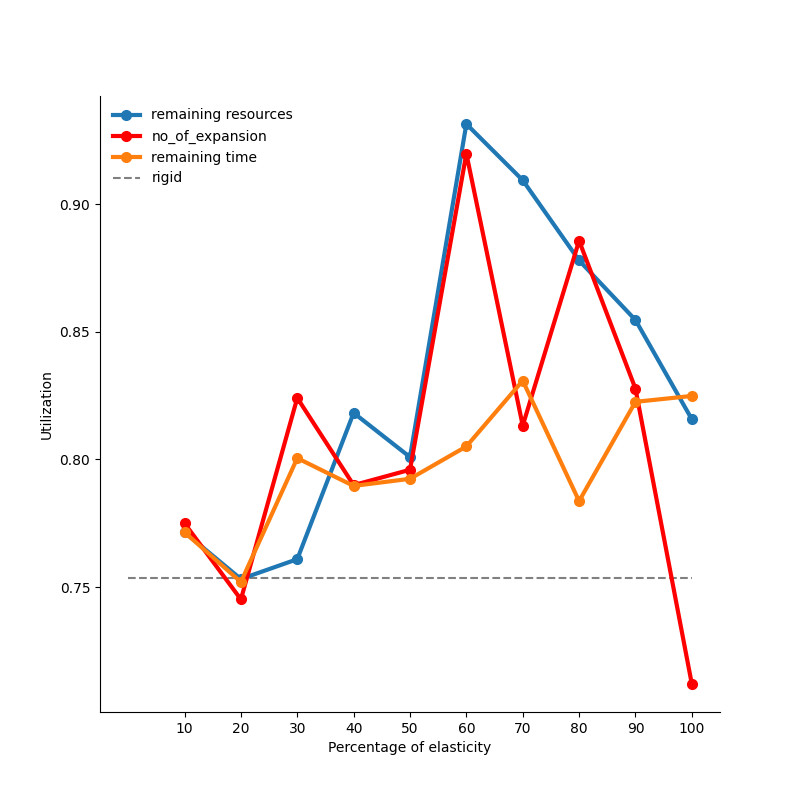 remaining resources
no_of_expansion
remaining time
rigid
0.90
0.85
0.80
0.75
Utilization
10 20 30 40 50 60 70 80 90 100
Percentage of elasticity